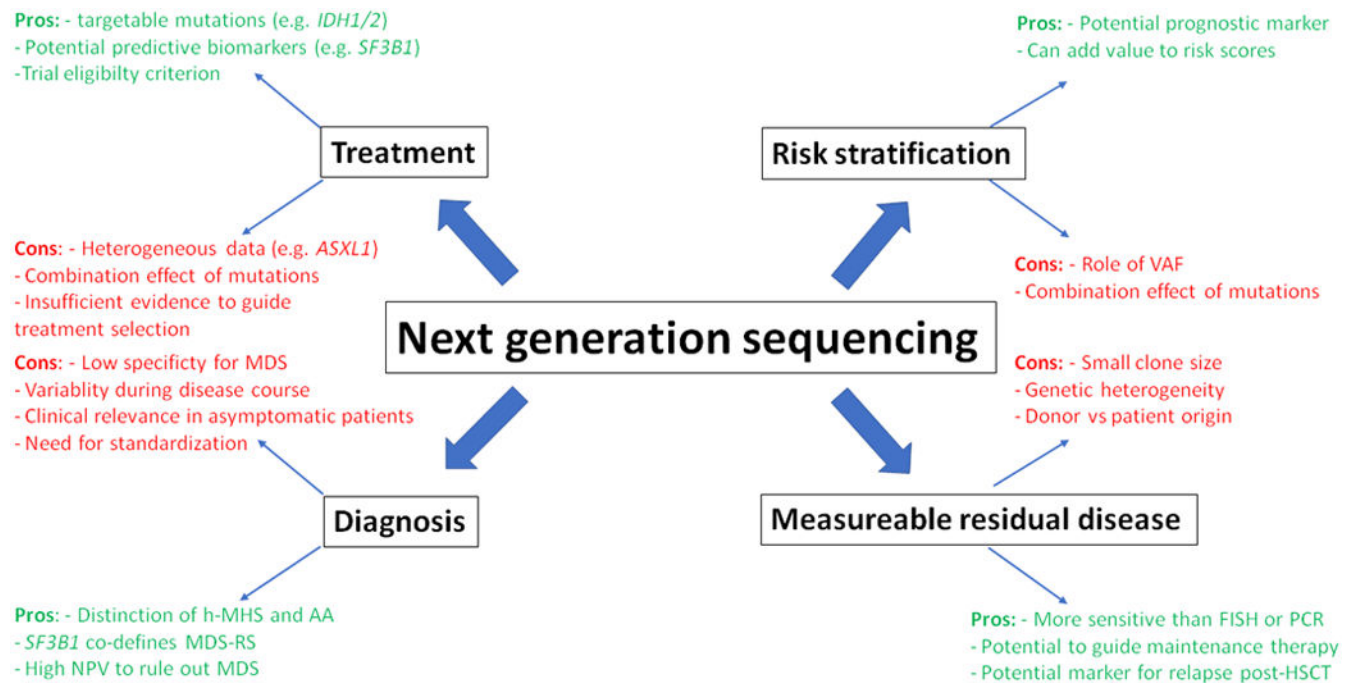 Pros: - targetable mutations (e.g. IDH1/2)
- Potential predictive biomarkers (e.g. SF3B1)
-Trial eligibilty criterion
Pros: - Potential prognostic marker
- Can add value to risk scores
Treatment
Risk stratification
Cons: - Heterogeneous data (e.g. ASXL1)
- Combination effect of mutations
- Insufficient evidence to guide
treatment selection
Cons: - Role of VAF
- Combination effect of mutations
Next generation sequencing
Cons: - Low specificty for MDS
- Variablity during disease course
- Clinical relevance in asymptomatic patients
- Need for standardization
Cons: - Small clone size
- Genetic heterogeneity
- Donor vs patient origin
Diagnosis
Measureable residual disease
Pros: - Distinction of h-MHS and AA
- SF3B1 co-defines MDS-RS
- High NPV to rule out MDS
Pros: - More sensitive than FISH or PCR
- Potential to guide maintenance therapy
- Potential marker for relapse post-HSCT